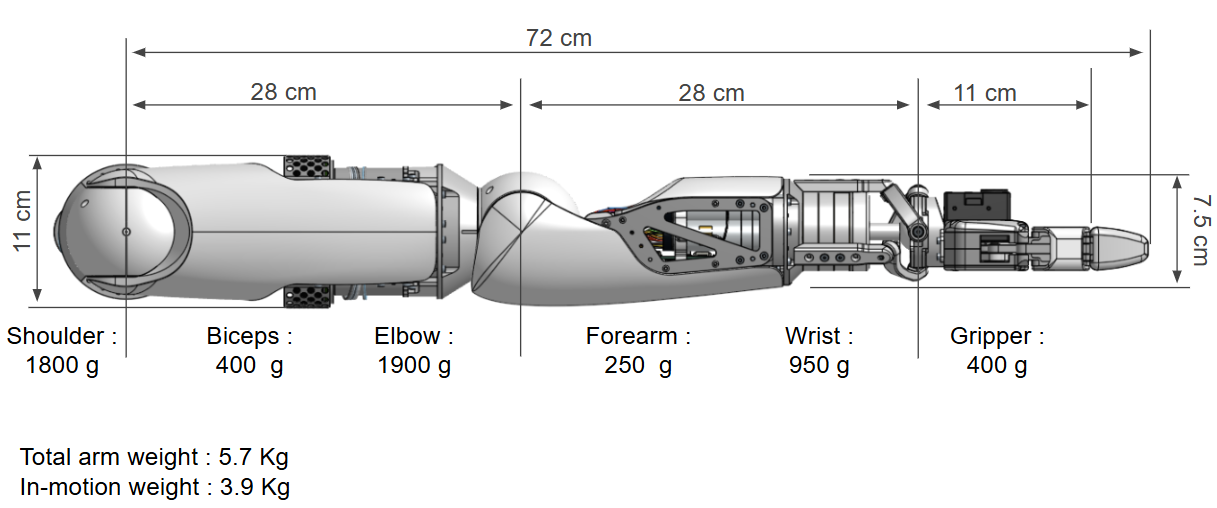 72 cm
28 cm
28 cm
11 cm
11 cm
7.5 cm
Shoulder :
1800 g
Biceps :
400 g
Elbow :
1900 g
Forearm :
250 g
Wrist :
950 g
Gripper :
400 g
Total arm weight : 5.7 Kg
In-motion weight : 3.9 Kg